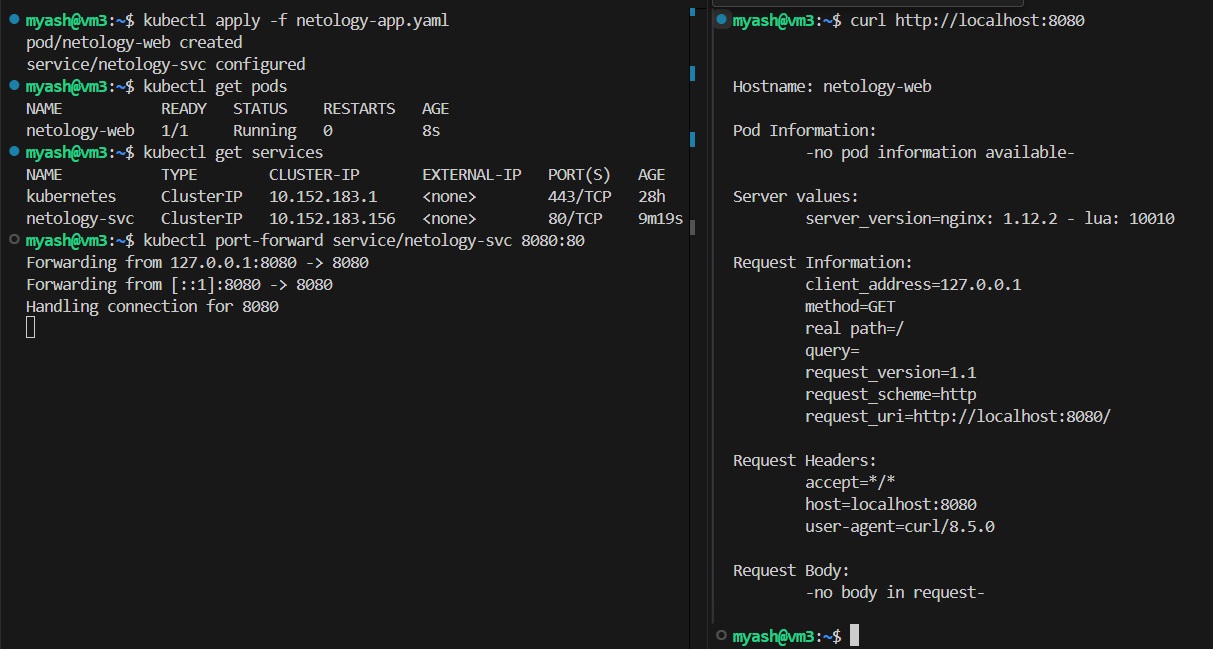 myash@vm3:~$ kubectl apply -f netology-app.yaml
pod/netology-web created
service/netology-svc configured
myash@vm3:~$ kubectl get pods
NAME           READY   STATUS    RESTARTS   AGE
netology-web   1/1     Running   0          8s
myash@vm3:~$ kubectl get services
NAME           TYPE        CLUSTER-IP       EXTERNAL-IP   PORT(S)   AGE
kubernetes     ClusterIP   10.152.183.1     <none>        443/TCP   28h
netology-svc   ClusterIP   10.152.183.156   <none>        80/TCP    9m19s
myash@vm3:~$ kubectl port-forward service/netology-svc 8080:80
Forwarding from 127.0.0.1:8080 -> 8080
Forwarding from [::1]:8080 -> 8080
Handling connection for 8080
myash@vm3:~$ curl http://localhost:8080
Hostname: netology-web
Pod Information:
-no pod information available-
Server values:
server_version=nginx: 1.12.2 - lua: 10010
Request Information:
client_address=127.0.0.1
method=GET
real path=/
query=
request_version=1.1
request_scheme=http
request_uri=http://localhost:8080/
Request Headers:
accept=*/*
host=localhost:8080
user-agent=curl/8.5.0
Request Body:
-no body in request-
myash@vm3:~$